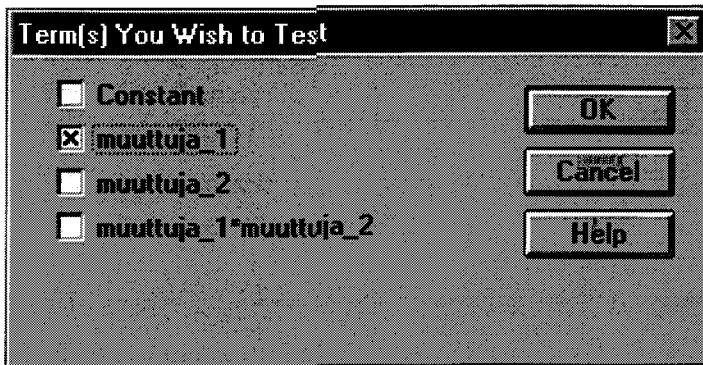 Term(s) You Wish to Test
Constant
muuttuja_1
muuttuja_2
muuttuja_1*muuttuja_2
OK
Cancel
Help